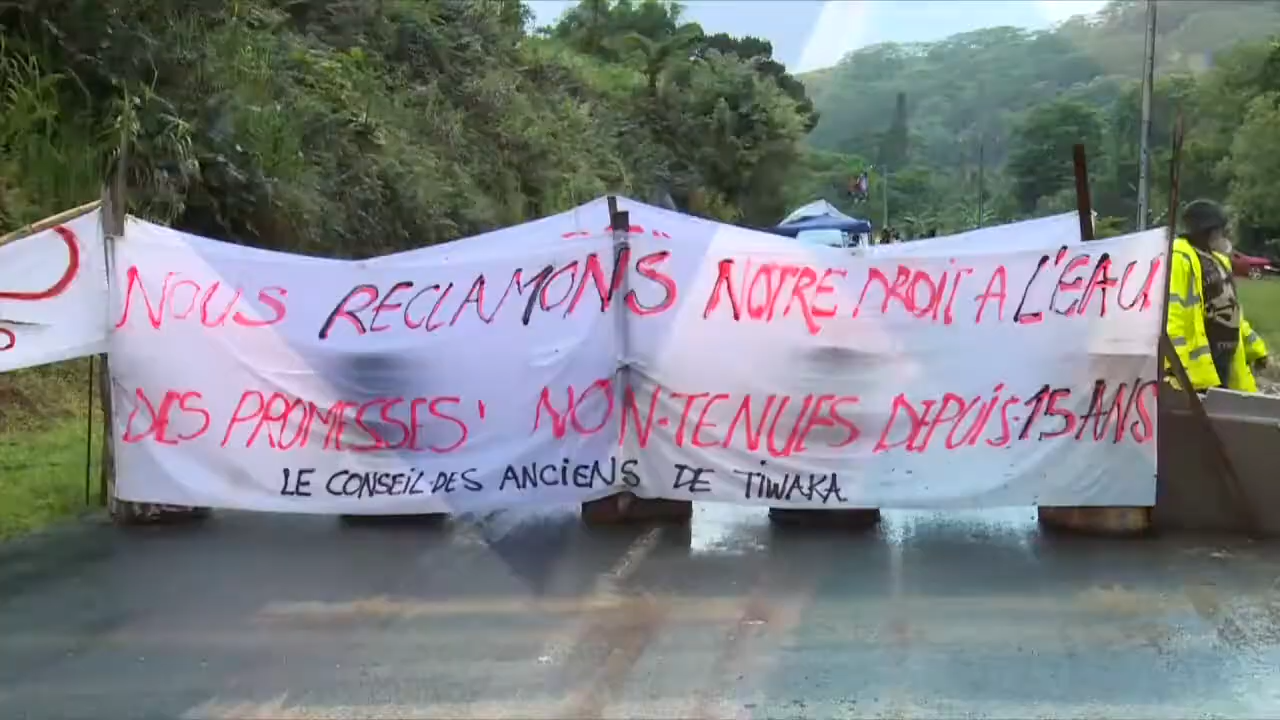 NOUS RECLAMONS NOTRE DROIT A L'EAU
DES PROMESSES' NON-TENUES DEPUIS 15 ANS
LE CONSEIL DES ANCIENS DE TIWAKA